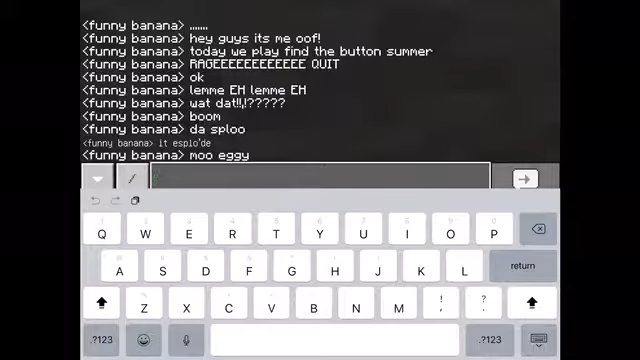 <funny banana> .......
<funny banana> hey guys its me oof!
<funny banana> today we play find the button summer
<funny banana> RAGEEEEEEEEEEEEE QUIT
<funny banana> ok
<funny banana> lemme EH lemme EH
<funny banana> wat dat!!,!?????
<funny banana> boom
<funny banana> da sploo
<funny banana> it esplo'de
<funny banana> moo eggy
/
Q W E R T Y U I O P
A S D F G H J K L return
Z X C V B N M ! , ? .
.?123 .?123